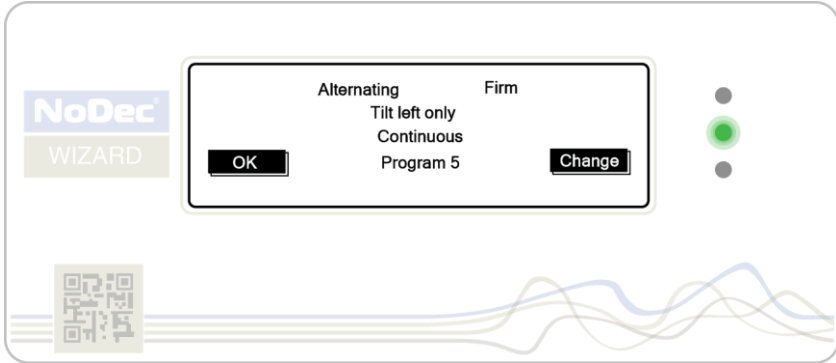 NoDec®
WIZARD
Alternating Firm
Tilt left only
Continuous
OK Program 5 Change